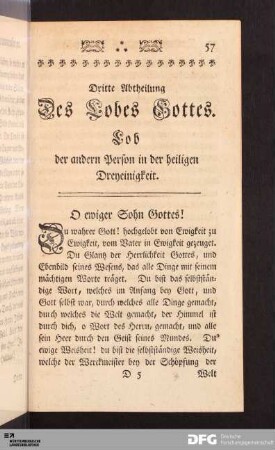 57
Dritte Abtheilung
Des Lobes Gottes.
Lob
der andern Person in der heiligen
Dreyeinigkeit.
O ewiger Sohn Gottes!
Du wahrer Gott! hochgelobt von Ewigkeit zu
Ewigkeit, vom Vater in Ewigkeit gezeuget.
Du Glantz der Herrlichkeit Gottes, und
Ebenbild seines Wesens, das alle Dinge mit seinem
mächtigen Worte träget. Du bist das selbststän-
dige Wort, welches im Anfang bey Gott, und
Gott selbst war, durch welches alle Dinge gemacht,
durch welches die Welt gemacht, der Himmel ist
durch dich, o Wort des Herrn, gemacht, und alle
sein Heer durch den Geist seines Mundes. Du
ewige Weisheit! du bist die selbstständige Weisheit,
welche der Werckmeister bey der Schöpfung der
D 5 Welt
DFG
Deutsche
Forschungsgemeinschaft